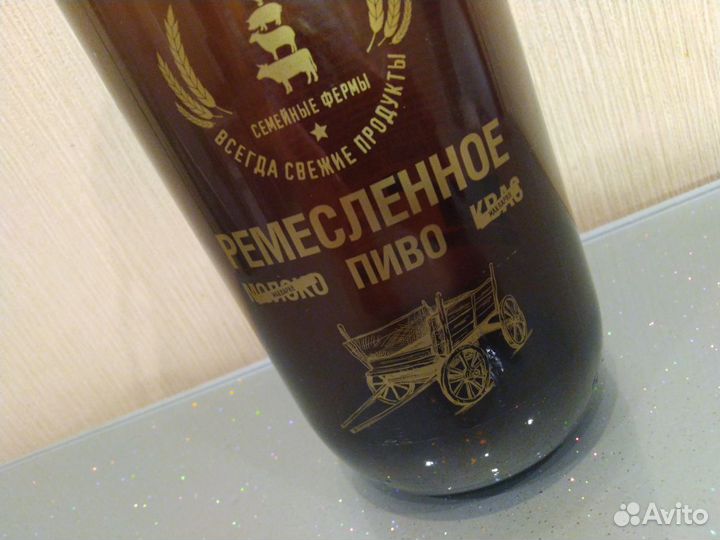 СЕМЕЙНЫЕ ФЕРМЫ
ВСЕГДА СВЕЖИЕ ПРОДУКТЫ
РЕМЕСЛЕННОЕ
МОЛОКО ПИВО КВАС
Avito